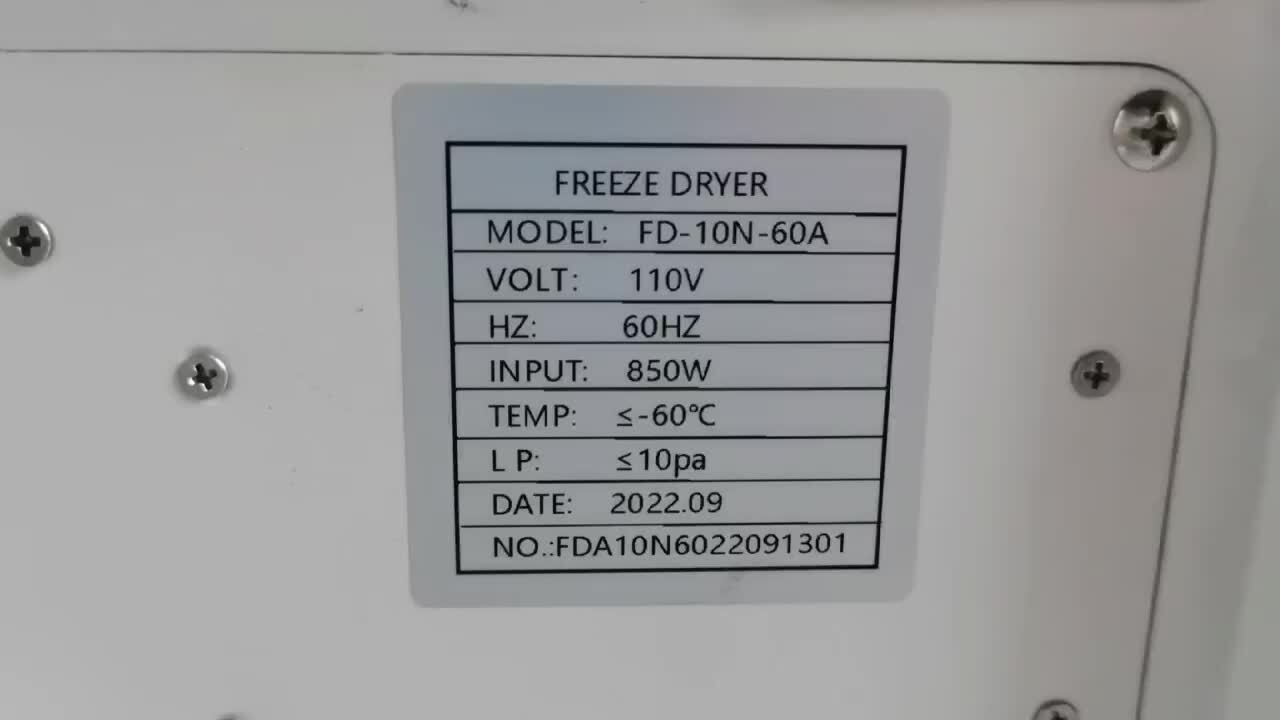 FREEZE DRYER
MODEL: FD-10N-60A
VOLT: 110V
HZ: 60HZ
INPUT: 850W
TEMP: ≤-60℃
L P: ≤10pa
DATE: 2022.09
NO.:FDA10N6022091301